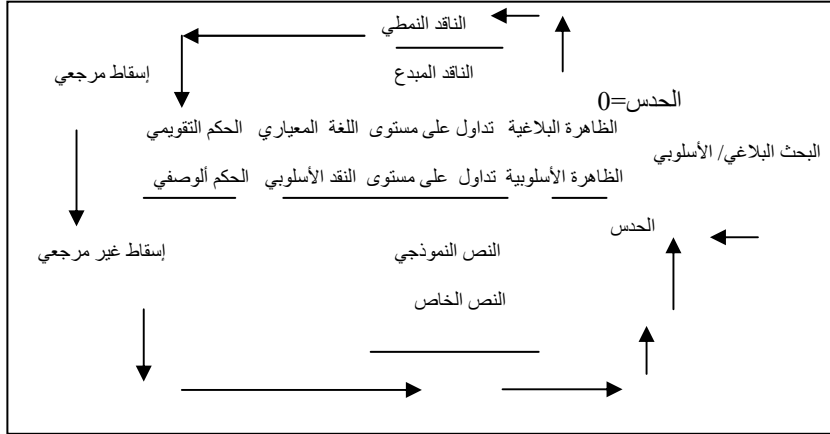 الناقد النمطي
الناقد المبدع
إسقاط مرجعي
الحدس=0
الظاهرة البلاغية تداول على مستوى اللغة المعياري الحكم التقويمي
البحث البلاغي/ الأسلوبي
الظاهرة الأسلوبية تداول على مستوى النقد الأسلوبي الحكم ألوصفي
الحدس
النص النموذجي
إسقاط غير مرجعي
النص الخاص